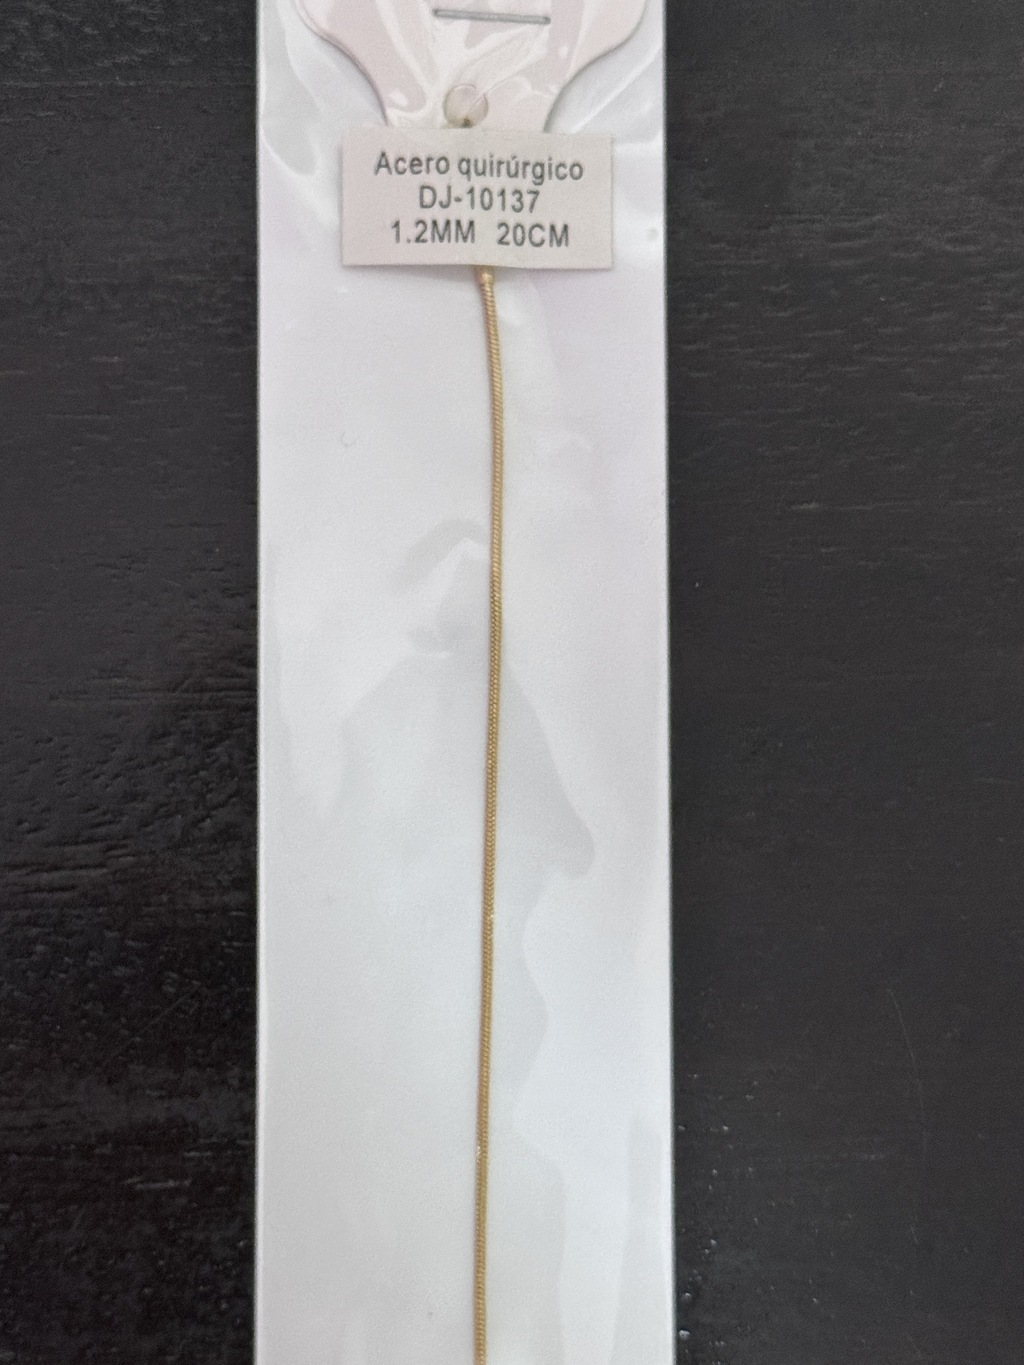 Acero quirúrgico
DJ-10137
1.2MM 20CM